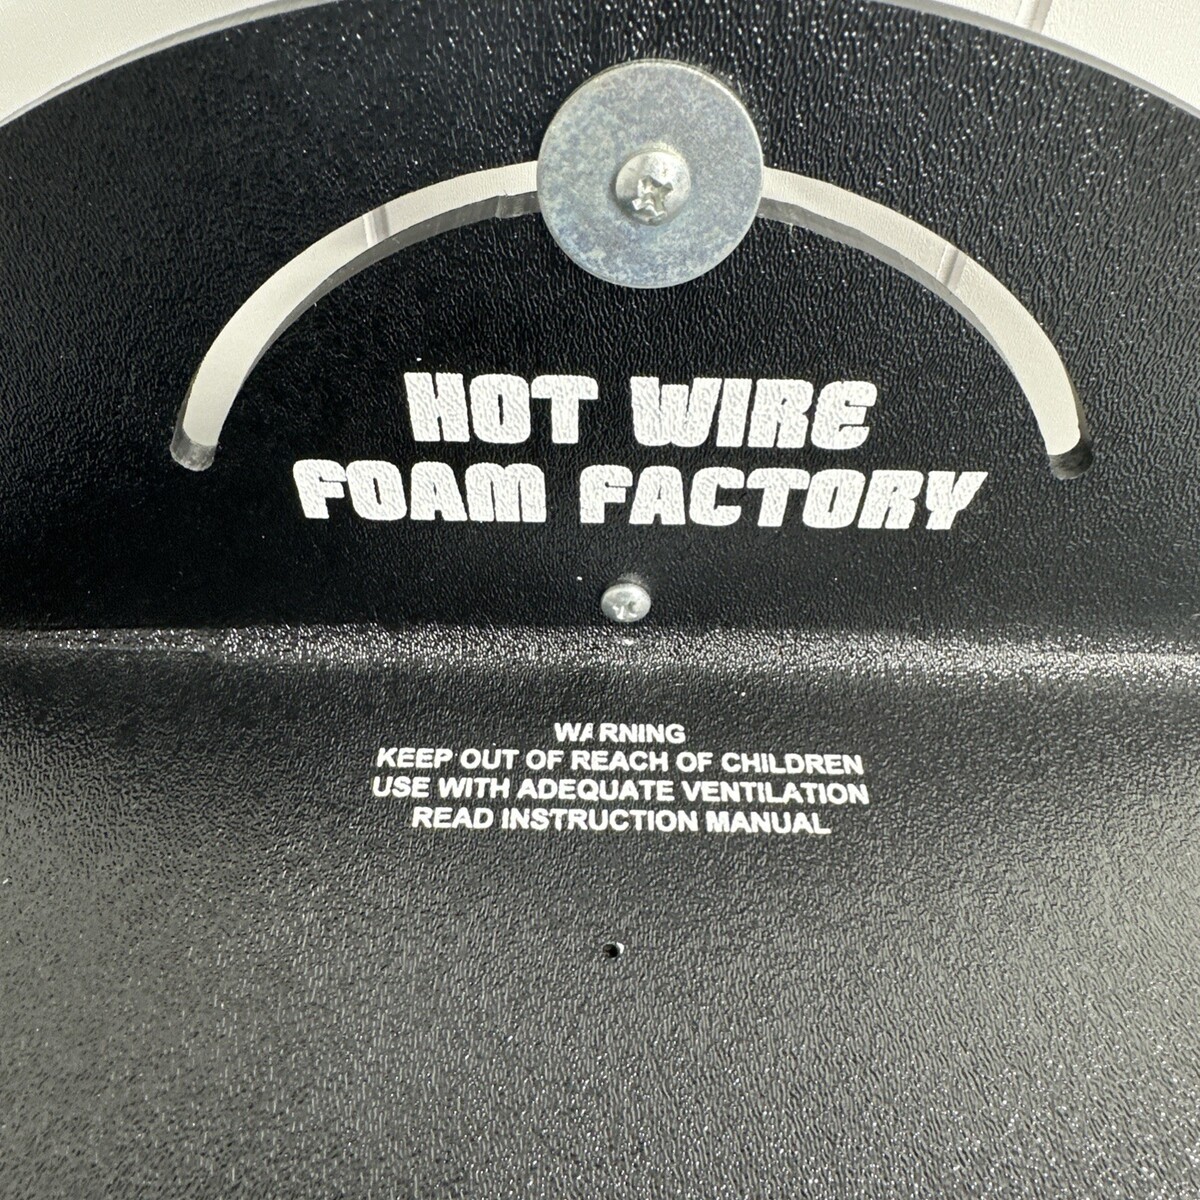 HOT WIRE
FOAM FACTORY
WARNING
KEEP OUT OF REACH OF CHILDREN
USE WITH ADEQUATE VENTILATION
READ INSTRUCTION MANUAL